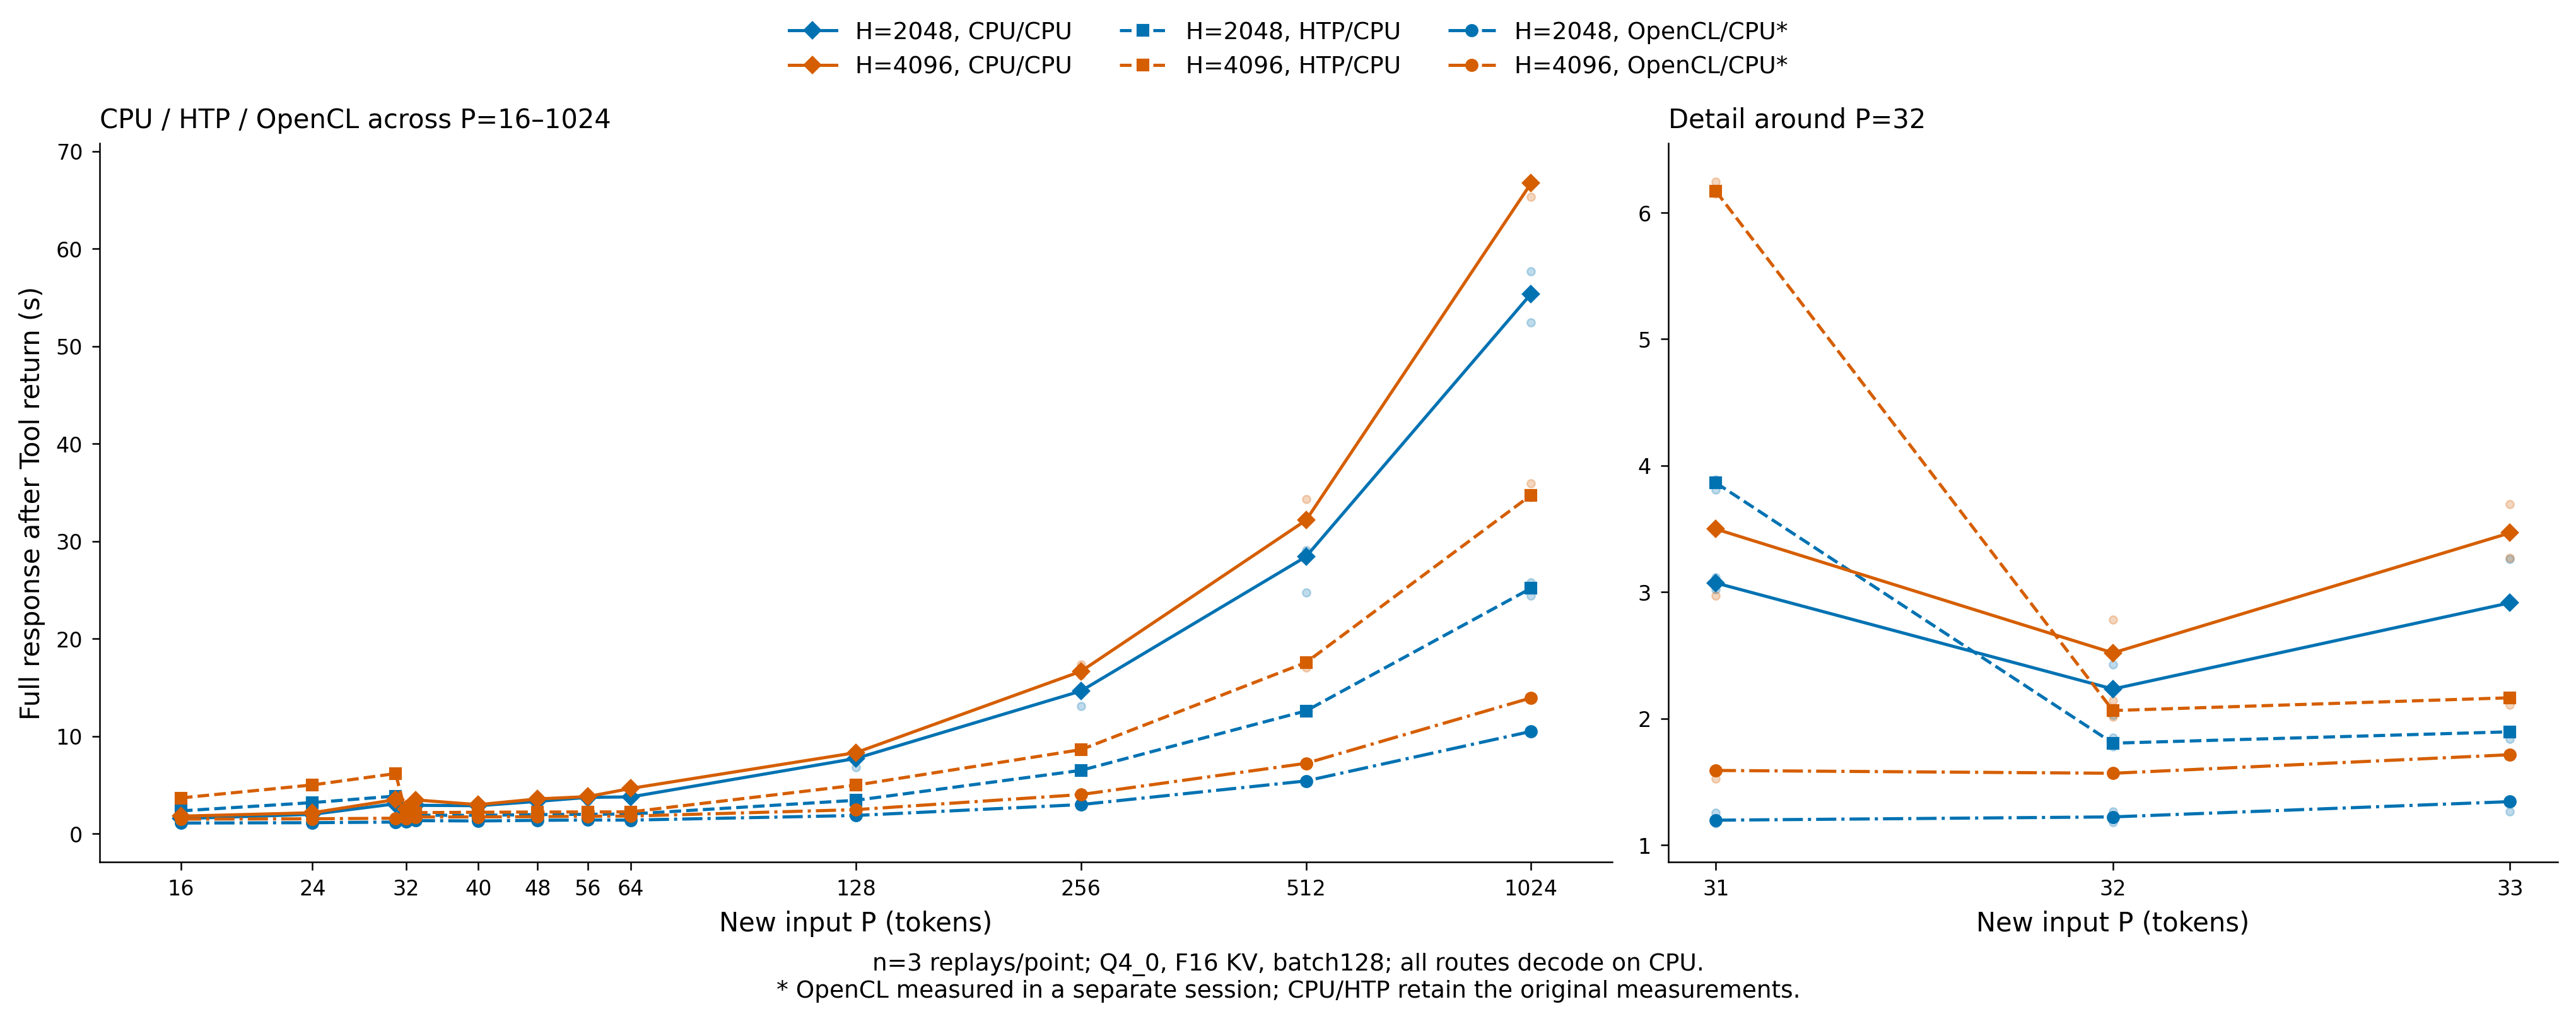 H=2048, CPU/CPU
H=4096, CPU/CPU
H=2048, HTP/CPU
H=4096, HTP/CPU
H=2048, OpenCL/CPU*
H=4096, OpenCL/CPU*
CPU / HTP / OpenCL across P=16–1024
Full response after Tool return (s)
70
60
50
40
30
20
10
0
16
24
32
40
48
56
64
128
256
512
1024
New input P (tokens)
Detail around P=32
6
5
4
3
2
1
31
32
33
New input P (tokens)
n=3 replays/point; Q4_0, F16 KV, batch128; all routes decode on CPU.
* OpenCL measured in a separate session; CPU/HTP retain the original measurements.